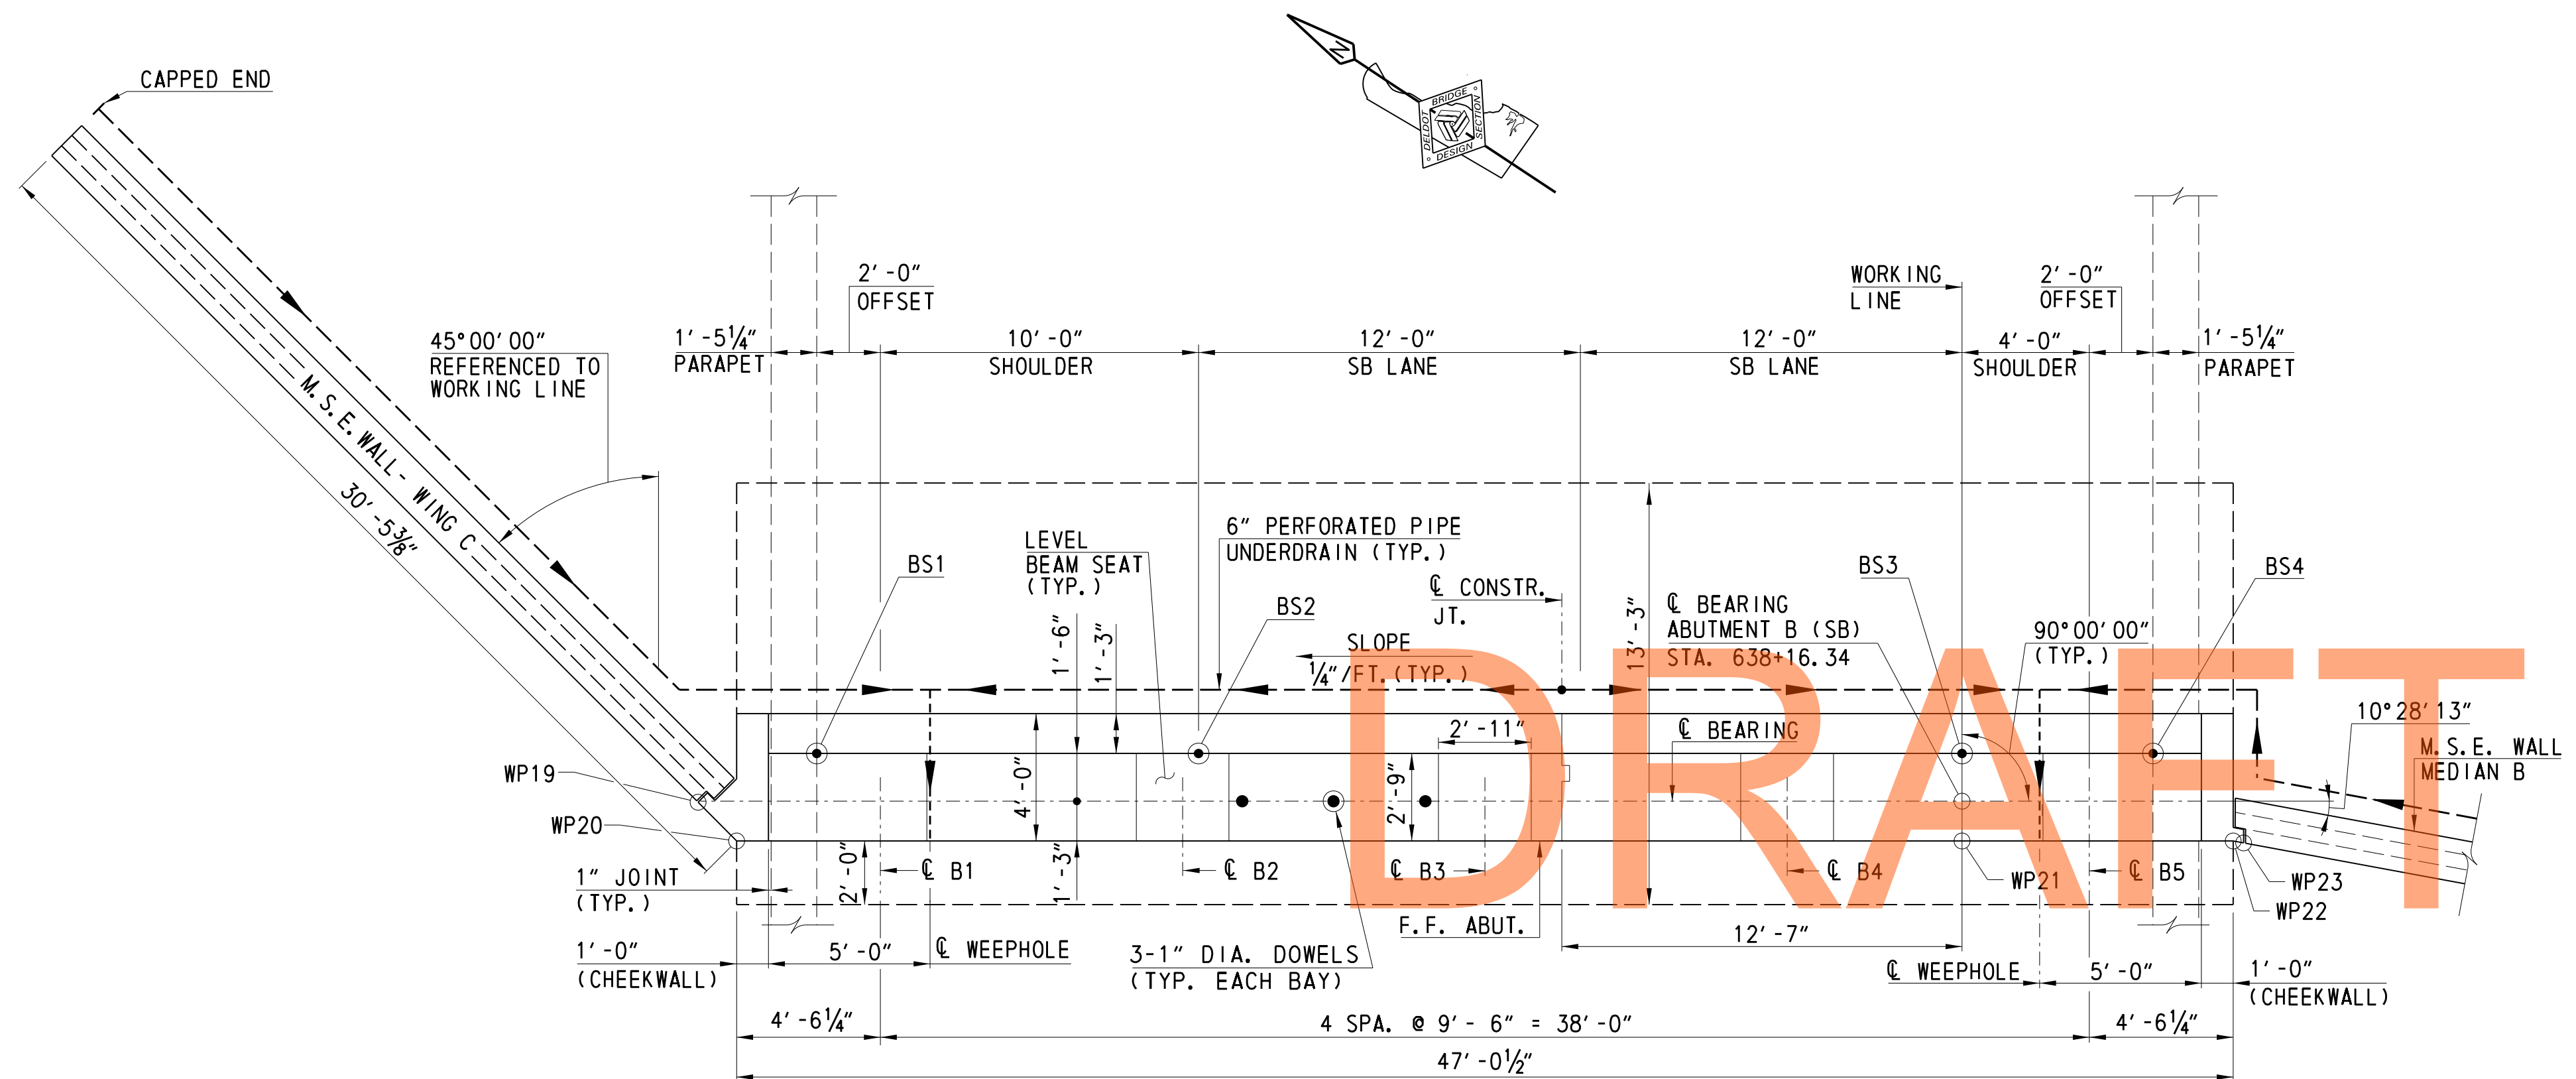 CAPPED END
N
DELDOT
BRIDGE
DESIGN
SECTION
2'-0"
OFFSET
WORKING
LINE
2'-0"
OFFSET
45°00'00"
REFERENCED TO
WORKING LINE
1'-5¼"
PARAPET
10'-0"
SHOULDER
12'-0"
SB LANE
12'-0"
SB LANE
4'-0"
SHOULDER
1'-5¼"
PARAPET
M.S.E. WALL - WING C
30'-5⅜"
BS1
LEVEL
BEAM SEAT
(TYP.)
6" PERFORATED PIPE
UNDERDRAIN (TYP.)
BS2
℄ CONSTR.
JT.
13'-3"
BS3
BS4
℄ BEARING
ABUTMENT B (SB)
STA. 638+16.34
90°00'00"
(TYP.)
1'-6"
1'-3"
SLOPE
¼"/FT.(TYP.)
DRAFT
10°28'13"
M.S.E. WALL
MEDIAN B
2'-11"
℄ BEARING
WP19
WP20
4'-0"
2'-9"
1" JOINT
(TYP.)
2'-0"
℄ B1
1'-3"
℄ B2
℄ B3
℄ B4
WP21
℄ B5
WP23
WP22
F.F. ABUT.
12'-7"
1'-0"
(CHEEKWALL)
5'-0"
℄ WEEPHOLE
3-1" DIA. DOWELS
(TYP. EACH BAY)
℄ WEEPHOLE
5'-0"
1'-0"
(CHEEKWALL)
4'-6¼"
4 SPA. @ 9'-6" = 38'-0"
4'-6¼"
47'-0½"